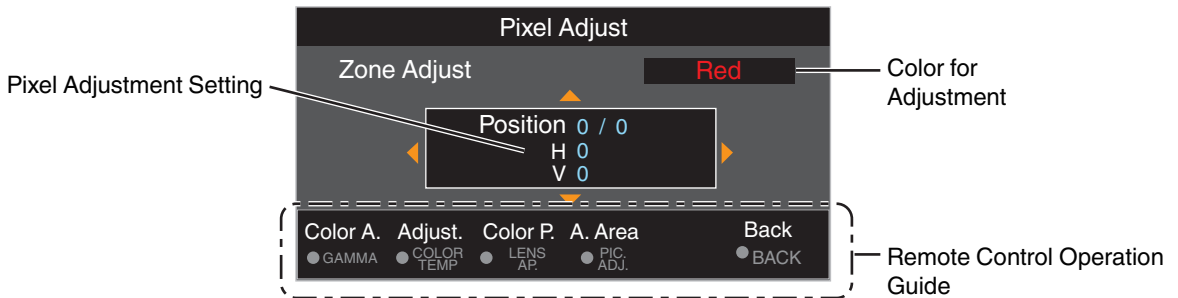 Pixel Adjust
Zone Adjust Red
Pixel Adjustment Setting
Color for
Adjustment
Position 0 / 0
H 0
V 0
Color A. Adjust. Color P. A. Area Back
GAMMA COLOR TEMP LENS AP. PIC. ADJ. BACK
Remote Control Operation
Guide